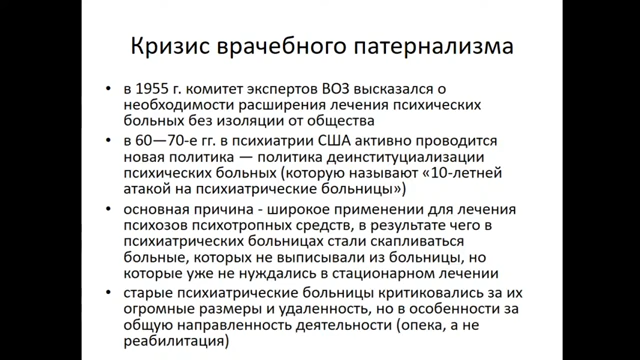 Кризис врачебного патернализма
• в 1955 г. комитет экспертов ВОЗ высказался о
необходимости расширения лечения психических
больных без изоляции от общества
• в 60—70-е гг. в психиатрии США активно проводится
новая политика — политика деинституциализации
психических больных (которую называют «10-летней
атакой на психиатрические больницы»)
• основная причина - широкое применении для лечения
психозов психотропных средств, в результате чего в
психиатрических больницах стали скапливаться
больные, которых не выписывали из больницы, но
которые уже не нуждались в стационарном лечении
• старые психиатрические больницы критиковались за их
огромные размеры и удаленность, но в особенности за
общую направленность деятельности (опека, а не
реабилитация)